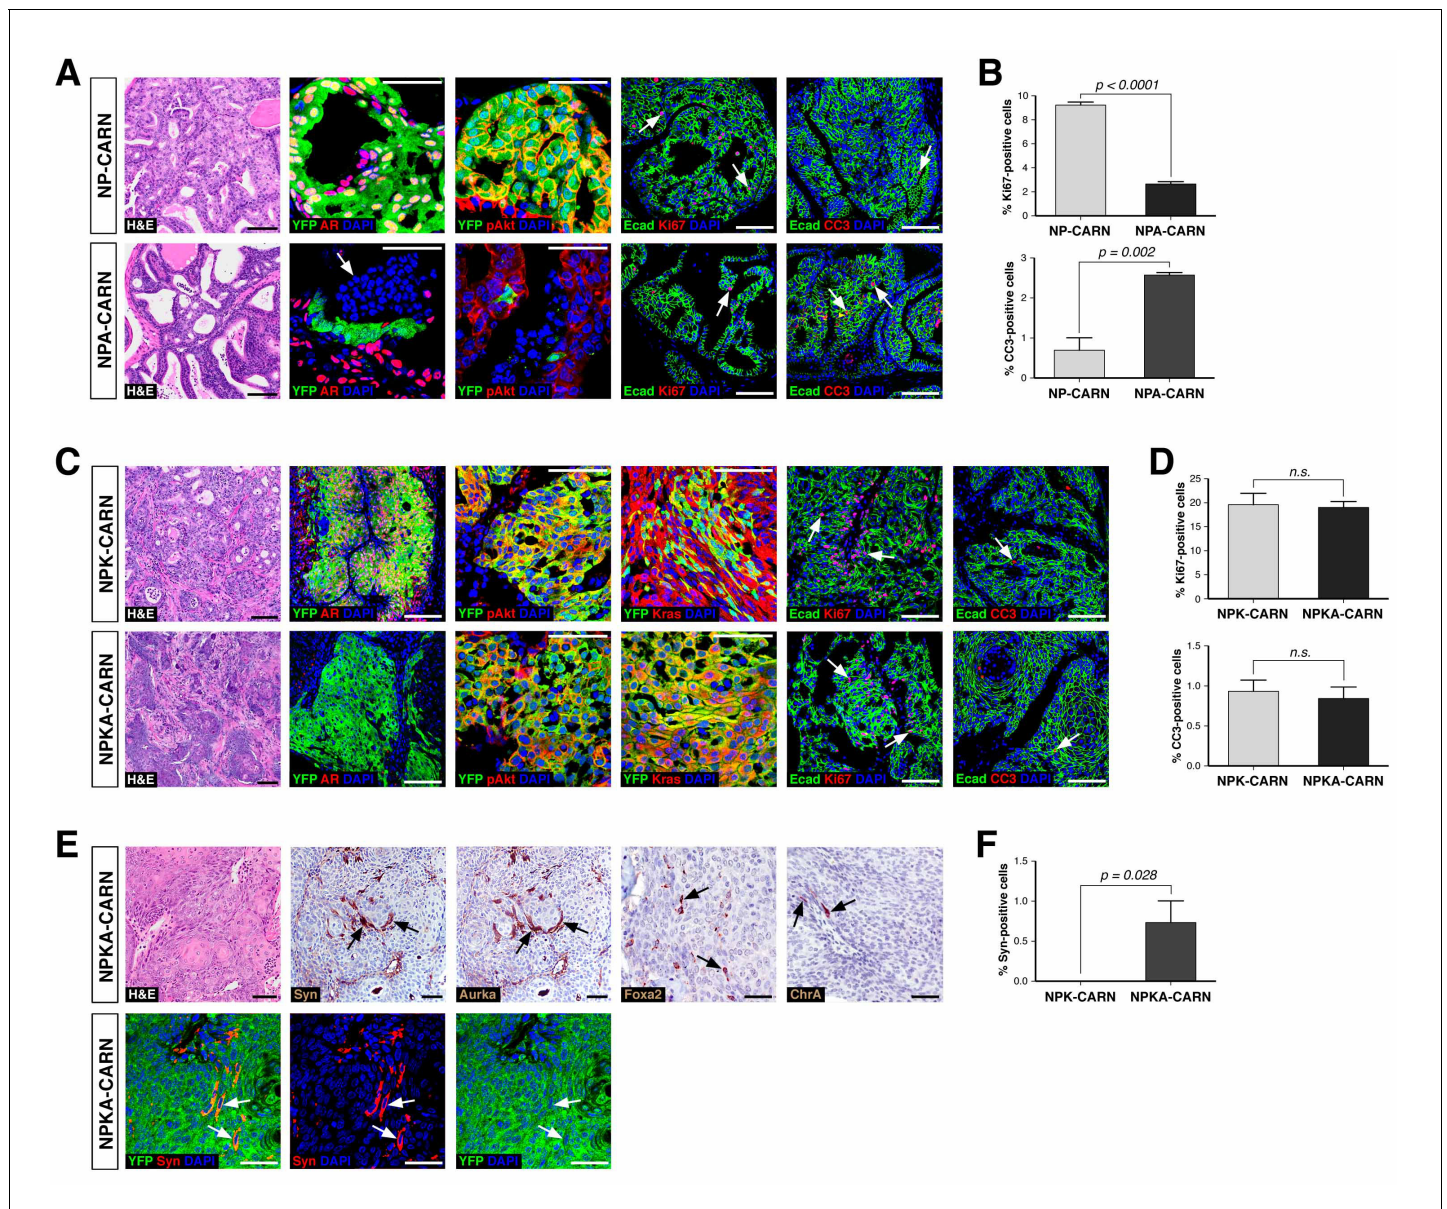 A
NP-CARN
H&E
YFP AR DAPI
YFP pAkt DAPI
Ecad Ki67 DAPI
Ecad CC3 DAPI
NPA-CARN
H&E
YFP AR DAPI
YFP pAkt DAPI
Ecad Ki67 DAPI
Ecad CC3 DAPI
B
p < 0.0001
% Ki67-positive cells
10
8
6
4
2
0
NP-CARN NPA-CARN
p = 0.002
% CC3-positive cells
3
2
1
0
NP-CARN NPA-CARN
C
NPK-CARN
H&E
YFP AR DAPI
YFP pAkt DAPI
YFP Kras DAPI
Ecad Ki67 DAPI
Ecad CC3 DAPI
NPKA-CARN
H&E
YFP AR DAPI
YFP pAkt DAPI
YFP Kras DAPI
Ecad Ki67 DAPI
Ecad CC3 DAPI
D
n.s.
% Ki67-positive cells
25
20
15
10
5
0
NPK-CARN NPKA-CARN
n.s.
% CC3-positive cells
1.5
1.0
0.5
0.0
NPK-CARN NPKA-CARN
E
NPKA-CARN
H&E
Syn
Aurka
Foxa2
ChrA
NPKA-CARN
YFP Syn DAPI
Syn DAPI
YFP DAPI
F
p = 0.028
% Syn-positive cells
1.5
1.0
0.5
0.0
NPK-CARN NPKA-CARN